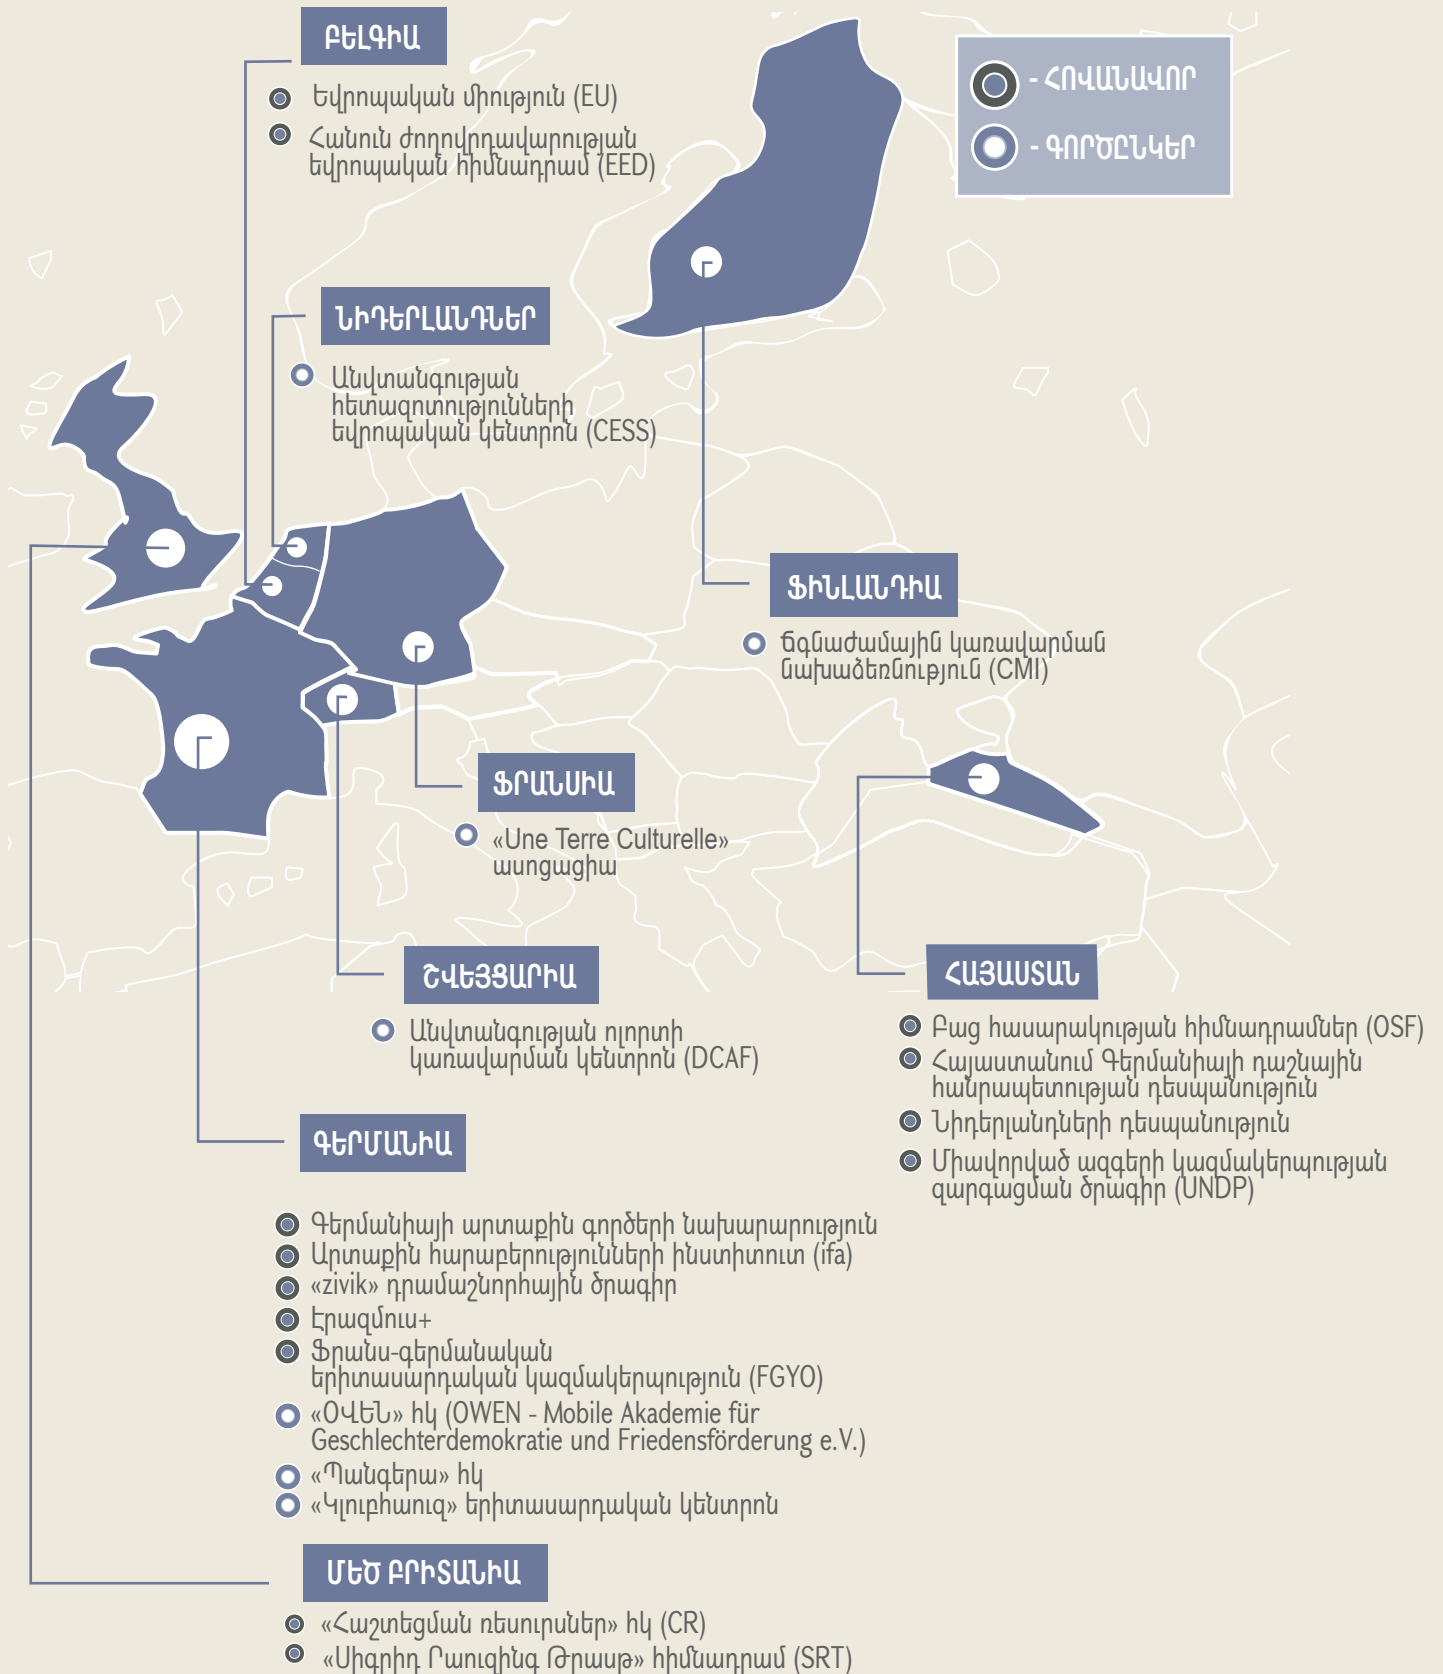 ԲԵԼԳԻԱ
Եվրոպական միություն (EU)
Հանուն ժողովրդավարության
եվրոպական հիմնադրամ (EED)
- ՀՈՎԱՆԱՎՈՐ
- ԳՈՐԾԸՆԿԵՐ
ՆԻԴԵՐԼԱՆԴՆԵՐ
Անվտանգության
հետազոտությունների
եվրոպական կենտրոն (CESS)
ՖԻՆԼԱՆԴԻԱ
Ճգնաժամային կառավարման
նախաձեռնություն (CMI)
ՖՐԱՆՍԻԱ
«Une Terre Culturelle»
ասոցացիա
ՇՎԵՅՑԱՐԻԱ
Անվտանգության ոլորտի
կառավարման կենտրոն (DCAF)
ՀԱՅԱՍՏԱՆ
Բաց հասարակության հիմնադրամներ (OSF)
Հայաստանում Գերմանիայի դաշնային
հանրապետության դեսպանություն
Նիդերլանդների դեսպանություն
Միավորված ազգերի կազմակերպության
զարգացման ծրագիր (UNDP)
ԳԵՐՄԱՆԻԱ
Գերմանիայի արտաքին գործերի նախարարություն
Արտաքին հարաբերությունների ինստիտուտ (ifa)
«zivik» դրամաշնորհային ծրագիր
Էրազմուս+
Ֆրանս-գերմանական
երիտասարդական կազմակերպություն (FGYO)
«ՕՎԵՆ» հկ (OWEN - Mobile Akademie für
Geschlechterdemokratie und Friedensförderung e.V.)
«Պանգերա» հկ
«Կլուբհաուզ» երիտասարդական կենտրոն
ՄԵԾ ԲՐԻՏԱՆԻԱ
«Հաշտեցման ռեսուրսներ» հկ (CR)
«Սիգրիդ Ռաուզինգ Թրասթ» հիմնադրամ (SRT)